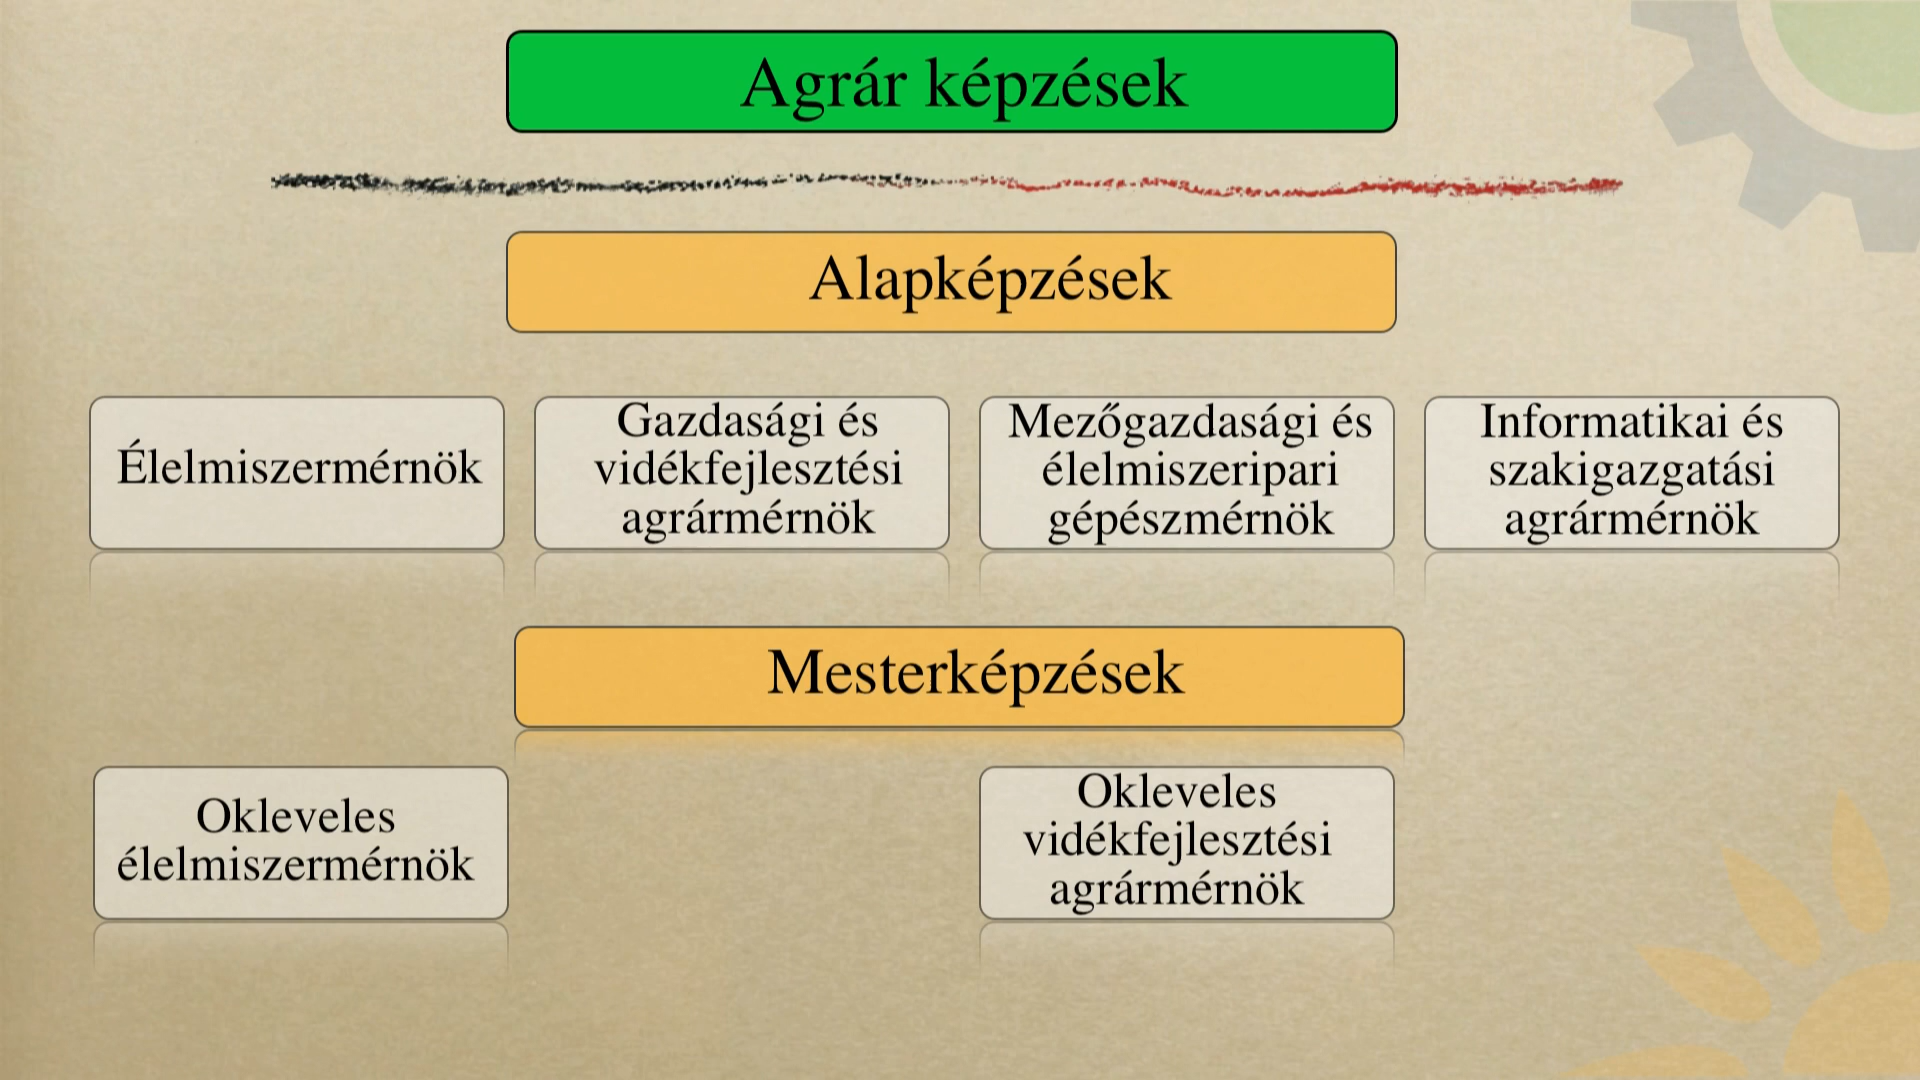 Agrár képzések
Alapképzések
Élelmiszermérnök
Gazdasági és
vidékfejlesztési
agrármérnök
Mezőgazdasági és
élelmiszeripari
gépészmérnök
Informatikai és
szakigazgatási
agrármérnök
Mesterképzések
Okleveles
élelmiszermérnök
Okleveles
vidékfejlesztési
agrármérnök